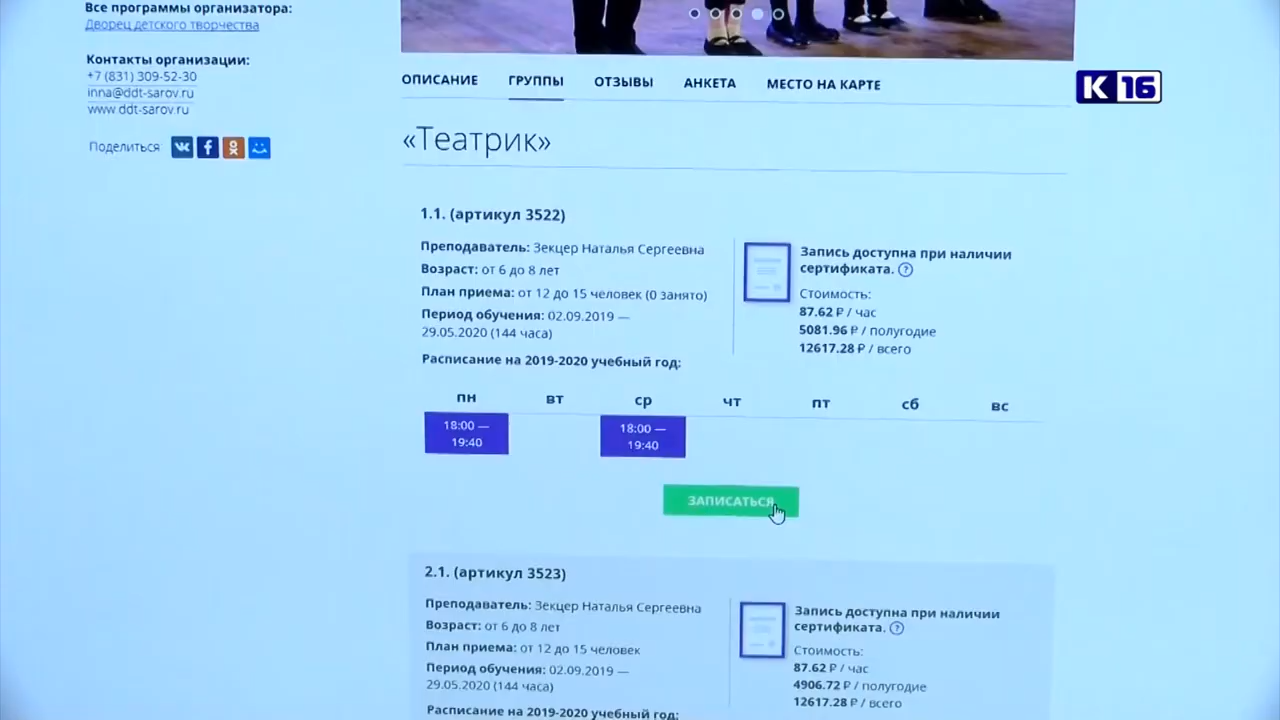 Все программы организатора:
Дворец детского творчества
Контакты организации:
+7 (831) 309-52-30
inna@ddt-sarov.ru
www.ddt-sarov.ru
Поделиться
ОПИСАНИЕ ГРУППЫ ОТЗЫВЫ АНКЕТА МЕСТО НА КАРТЕ
К 16
«Театрик»
1.1. (артикул 3522)
Преподаватель: Зекцер Наталья Сергеевна
Возраст: от 6 до 8 лет
План приема: от 12 до 15 человек (0 занято)
Период обучения: 02.09.2019 —
29.05.2020 (144 часа)
Запись доступна при наличии
сертификата. ?
Стоимость:
87.62 ₽ / час
5081.96 ₽ / полугодие
12617.28 ₽ / всего
Расписание на 2019-2020 учебный год:
пн вт ср чт пт сб вс
18:00 —
19:40
18:00 —
19:40
ЗАПИСАТЬСЯ
2.1. (артикул 3523)
Преподаватель: Зекцер Наталья Сергеевна
Возраст: от 6 до 8 лет
План приема: от 12 до 15 человек
Период обучения: 02.09.2019 —
29.05.2020 (144 часа)
Запись доступна при наличии
сертификата. ?
Стоимость:
87.62 ₽ / час
4906.72 ₽ / полугодие
12617.28 ₽ / всего
Расписание на 2019-2020 учебный год: